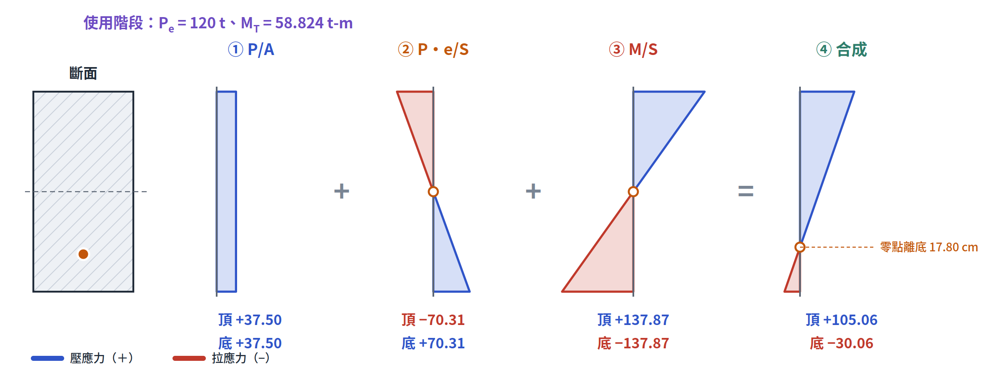 使用階段：Pe = 120 t、MT = 58.824 t-m
① P/A
② P・e/S
③ M/S
④ 合成
斷面
+
+
=
零點離底 17.80 cm
頂 +37.50
底 +37.50
頂 −70.31
底 +70.31
頂 +137.87
底 −137.87
頂 +105.06
底 −30.06
壓應力（＋）
拉應力（−）